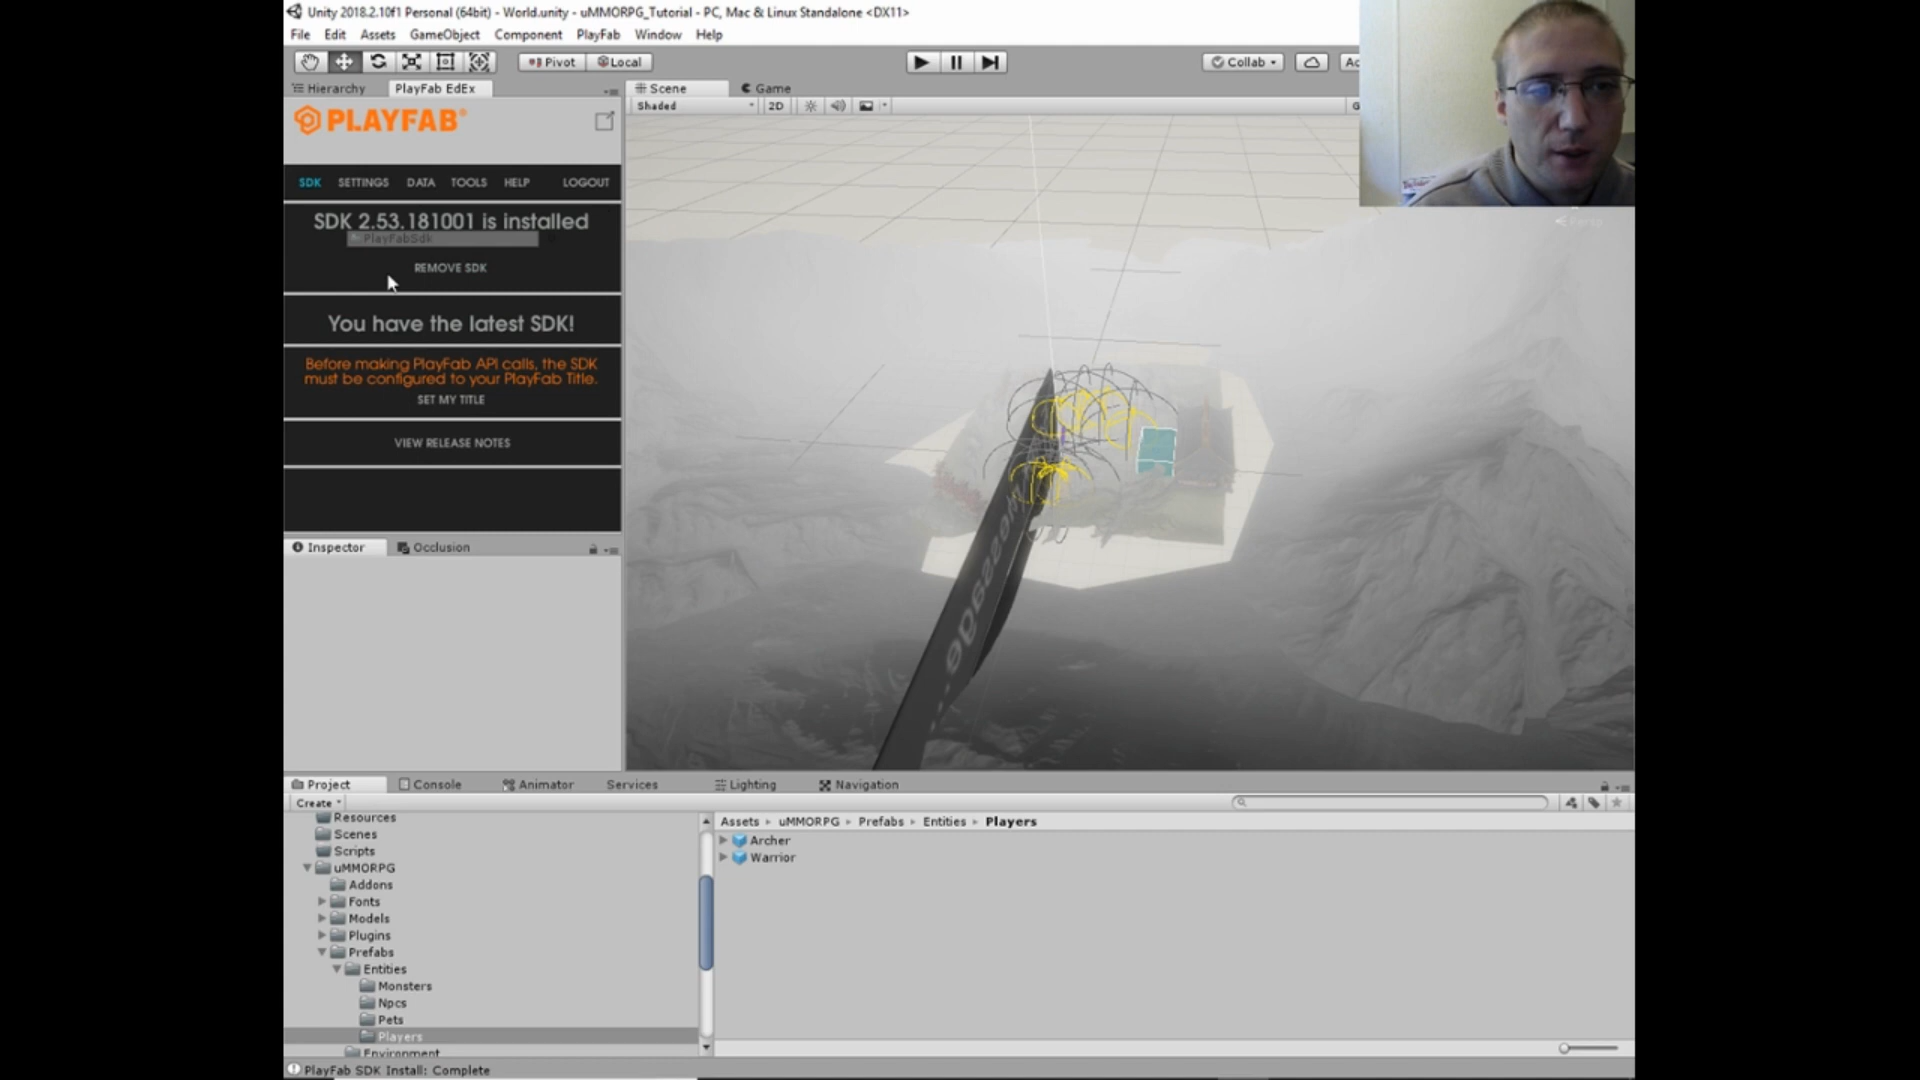 Unity 2018.2.10f1 Personal (64bit) - World.unity - uMMORPG_Tutorial - PC, Mac & Linux Standalone <DX11>
File Edit Assets GameObject Component PlayFab Window Help
Pivot Local Collab Ac
Hierarchy PlayFab EdEx Scene Game
Shaded 2D G
PLAYFAB
SDK SETTINGS DATA TOOLS HELP LOGOUT
SDK 2.53.181001 is installed
PlayFabSdk
REMOVE SDK
You have the latest SDK!
Before making PlayFab API calls, the SDK
must be configured to your PlayFab Title.
SET MY TITLE
VIEW RELEASE NOTES
Persp
Message
Inspector Occlusion
Project Console Animator Services Lighting Navigation
Create
Resources
Scenes
Scripts
uMMORPG
Addons
Fonts
Models
Plugins
Prefabs
Entities
Monsters
Npcs
Pets
Players
Environment
Assets uMMORPG Prefabs Entities Players
Archer
Warrior
PlayFab SDK Install: Complete